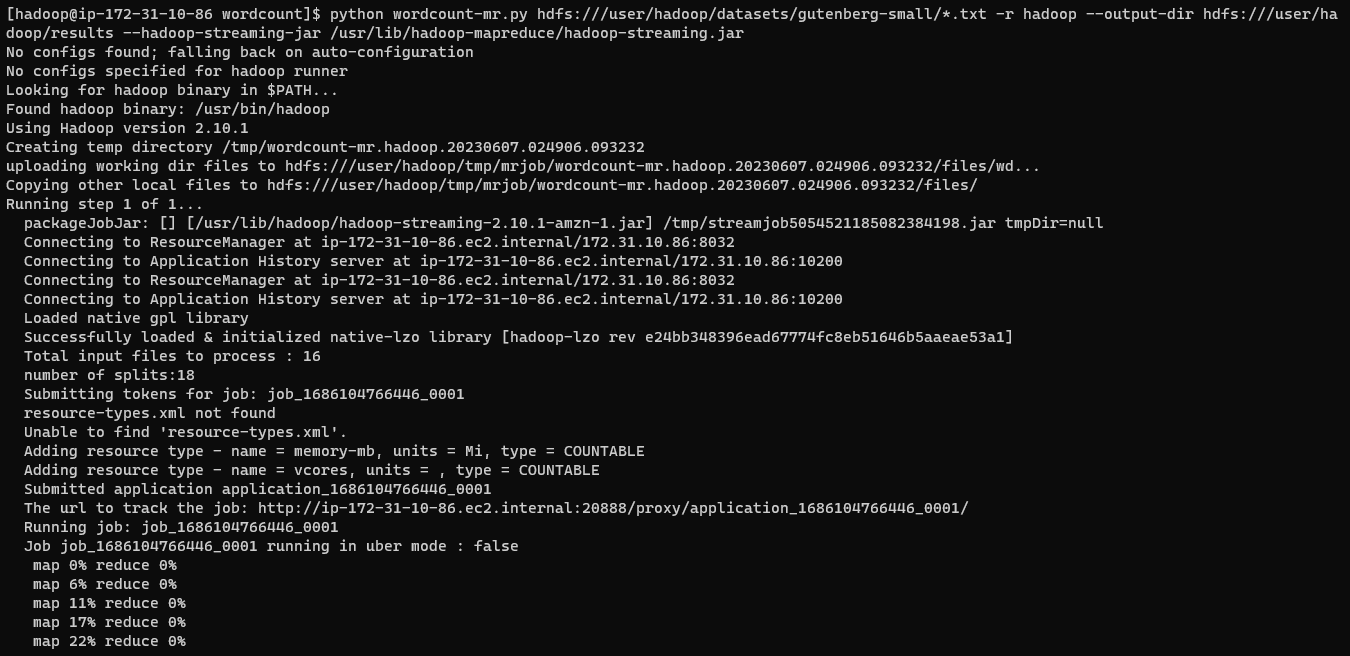 [hadoop@ip-172-31-10-86 wordcount]$ python wordcount-mr.py hdfs:///user/hadoop/datasets/gutenberg-small/*.txt -r hadoop --output-dir hdfs:///user/ha
doop/results --hadoop-streaming-jar /usr/lib/hadoop-mapreduce/hadoop-streaming.jar
No configs found; falling back on auto-configuration
No configs specified for hadoop runner
Looking for hadoop binary in $PATH...
Found hadoop binary: /usr/bin/hadoop
Using Hadoop version 2.10.1
Creating temp directory /tmp/wordcount-mr.hadoop.20230607.024906.093232
uploading working dir files to hdfs:///user/hadoop/tmp/mrjob/wordcount-mr.hadoop.20230607.024906.093232/files/wd...
Copying other local files to hdfs:///user/hadoop/tmp/mrjob/wordcount-mr.hadoop.20230607.024906.093232/files/
Running step 1 of 1...
  packageJobJar: [] [/usr/lib/hadoop/hadoop-streaming-2.10.1-amzn-1.jar] /tmp/streamjob5054521185082384198.jar tmpDir=null
  Connecting to ResourceManager at ip-172-31-10-86.ec2.internal/172.31.10.86:8032
  Connecting to Application History server at ip-172-31-10-86.ec2.internal/172.31.10.86:10200
  Connecting to ResourceManager at ip-172-31-10-86.ec2.internal/172.31.10.86:8032
  Connecting to Application History server at ip-172-31-10-86.ec2.internal/172.31.10.86:10200
  Loaded native gpl library
  Successfully loaded & initialized native-lzo library [hadoop-lzo rev e24bb348396ead67774fc8eb51646b5aaeae53a1]
  Total input files to process : 16
  number of splits:18
  Submitting tokens for job: job_1686104766446_0001
  resource-types.xml not found
  Unable to find 'resource-types.xml'.
  Adding resource type - name = memory-mb, units = Mi, type = COUNTABLE
  Adding resource type - name = vcores, units = , type = COUNTABLE
  Submitted application application_1686104766446_0001
  The url to track the job: http://ip-172-31-10-86.ec2.internal:20888/proxy/application_1686104766446_0001/
  Running job: job_1686104766446_0001
  Job job_1686104766446_0001 running in uber mode : false
   map 0% reduce 0%
   map 6% reduce 0%
   map 11% reduce 0%
   map 17% reduce 0%
   map 22% reduce 0%